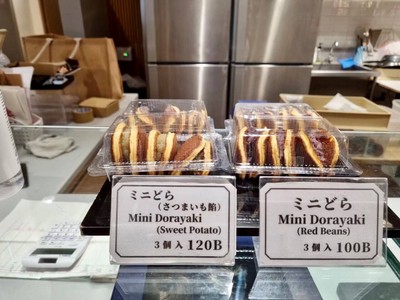 ミニどら
(さつまいも餡)
Mini Dorayaki
(Sweet Potato)
3個入 120B
ミニどら
Mini Dorayaki
(Red Beans)
3個入 100B